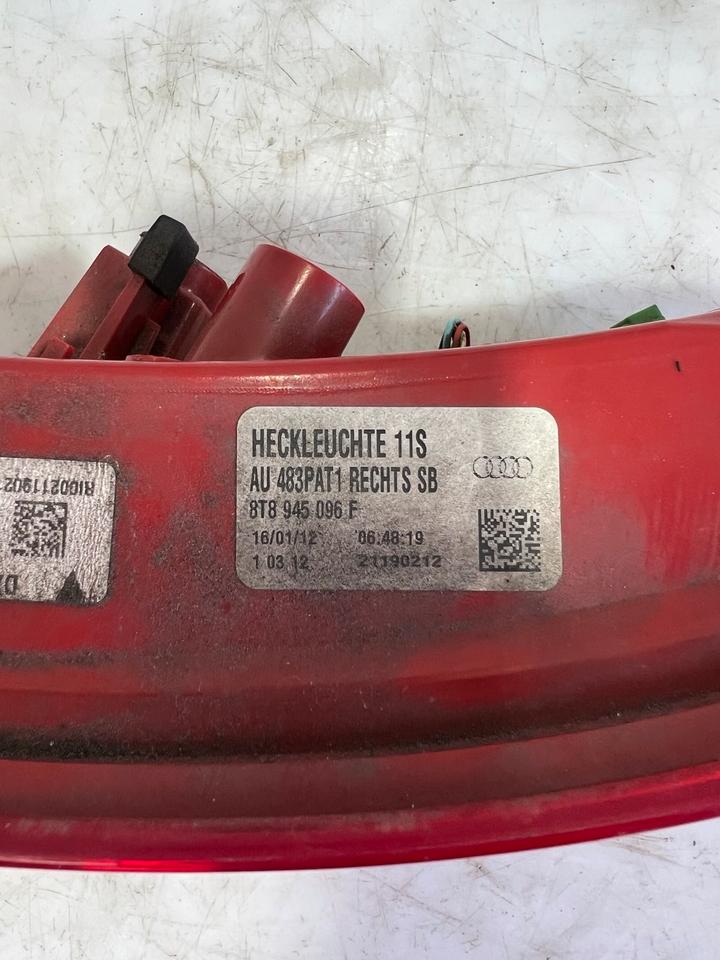 HECKLEUCHTE 11S
AU 483PAT1 RECHTS SB
8T8 945 096 F
16/01/12 06:48:19
1 03 12 21190212